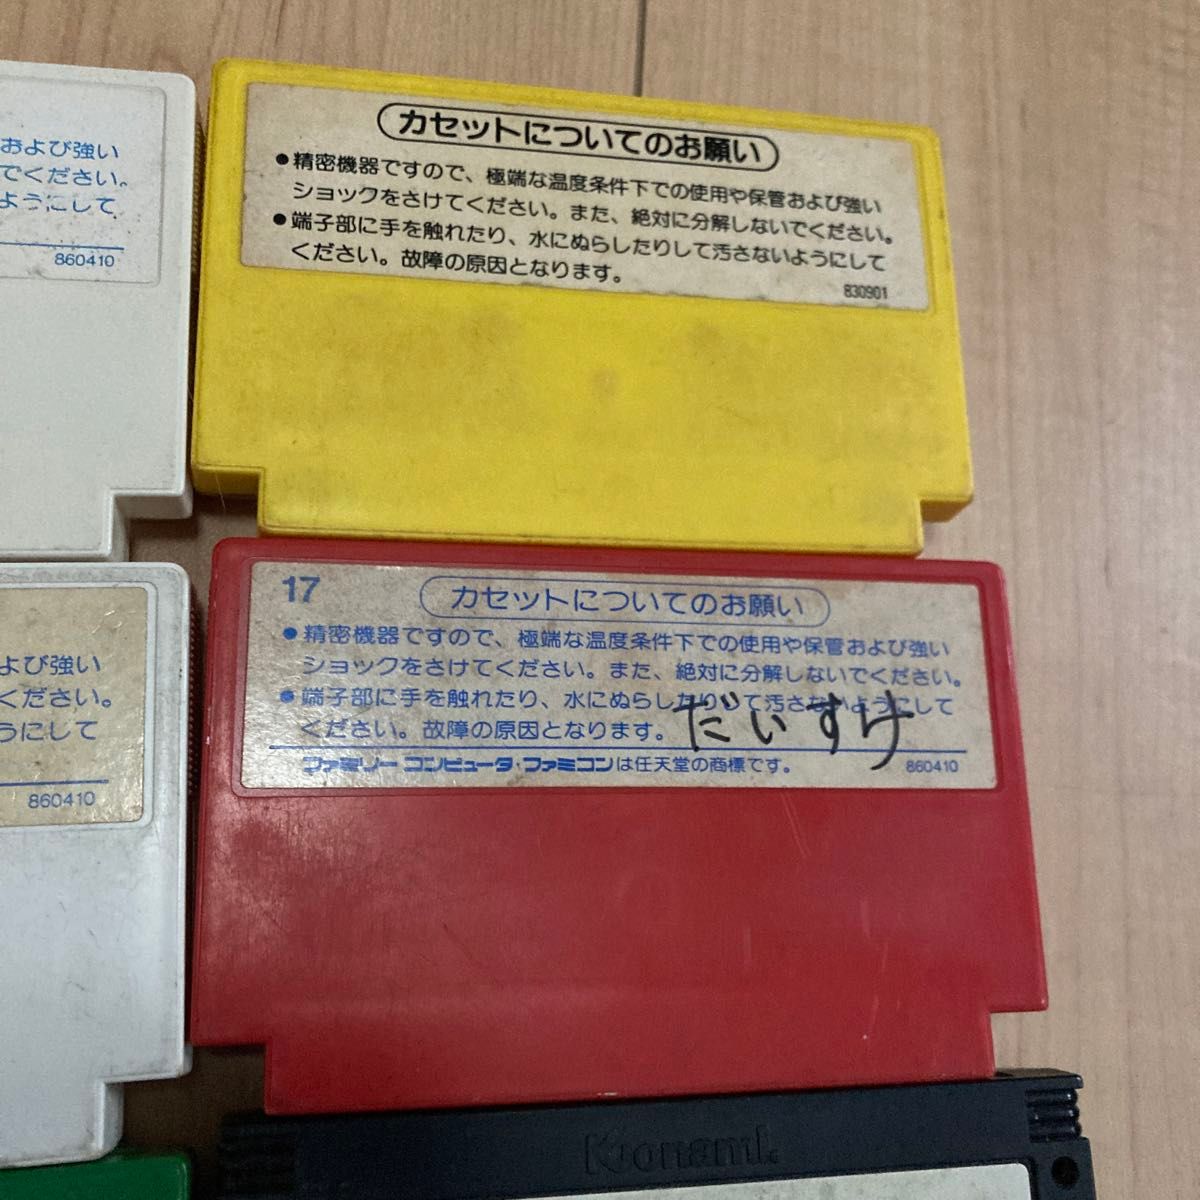 および強い
でください。
ようにして
860410
カセットについてのお願い
●精密機器ですので、極端な温度条件下での使用や保管および強い
ショックをさけてください。また、絶対に分解しないでください。
●端子部に手を触れたり、水にぬらしたりして汚さないようにして
ください。故障の原因となります。
830901
よび強い
ください。
うにして
860410
17
カセットについてのお願い
●精密機器ですので、極端な温度条件下での使用や保管および強い
ショックをさけてください。また、絶対に分解しないでください。
●端子部に手を触れたり、水にぬらしたりして汚さないようにして
ください。故障の原因となります。
だいすけ
ファミリーコンピュータ・ファミコンは任天堂の商標です。
860410
Konami